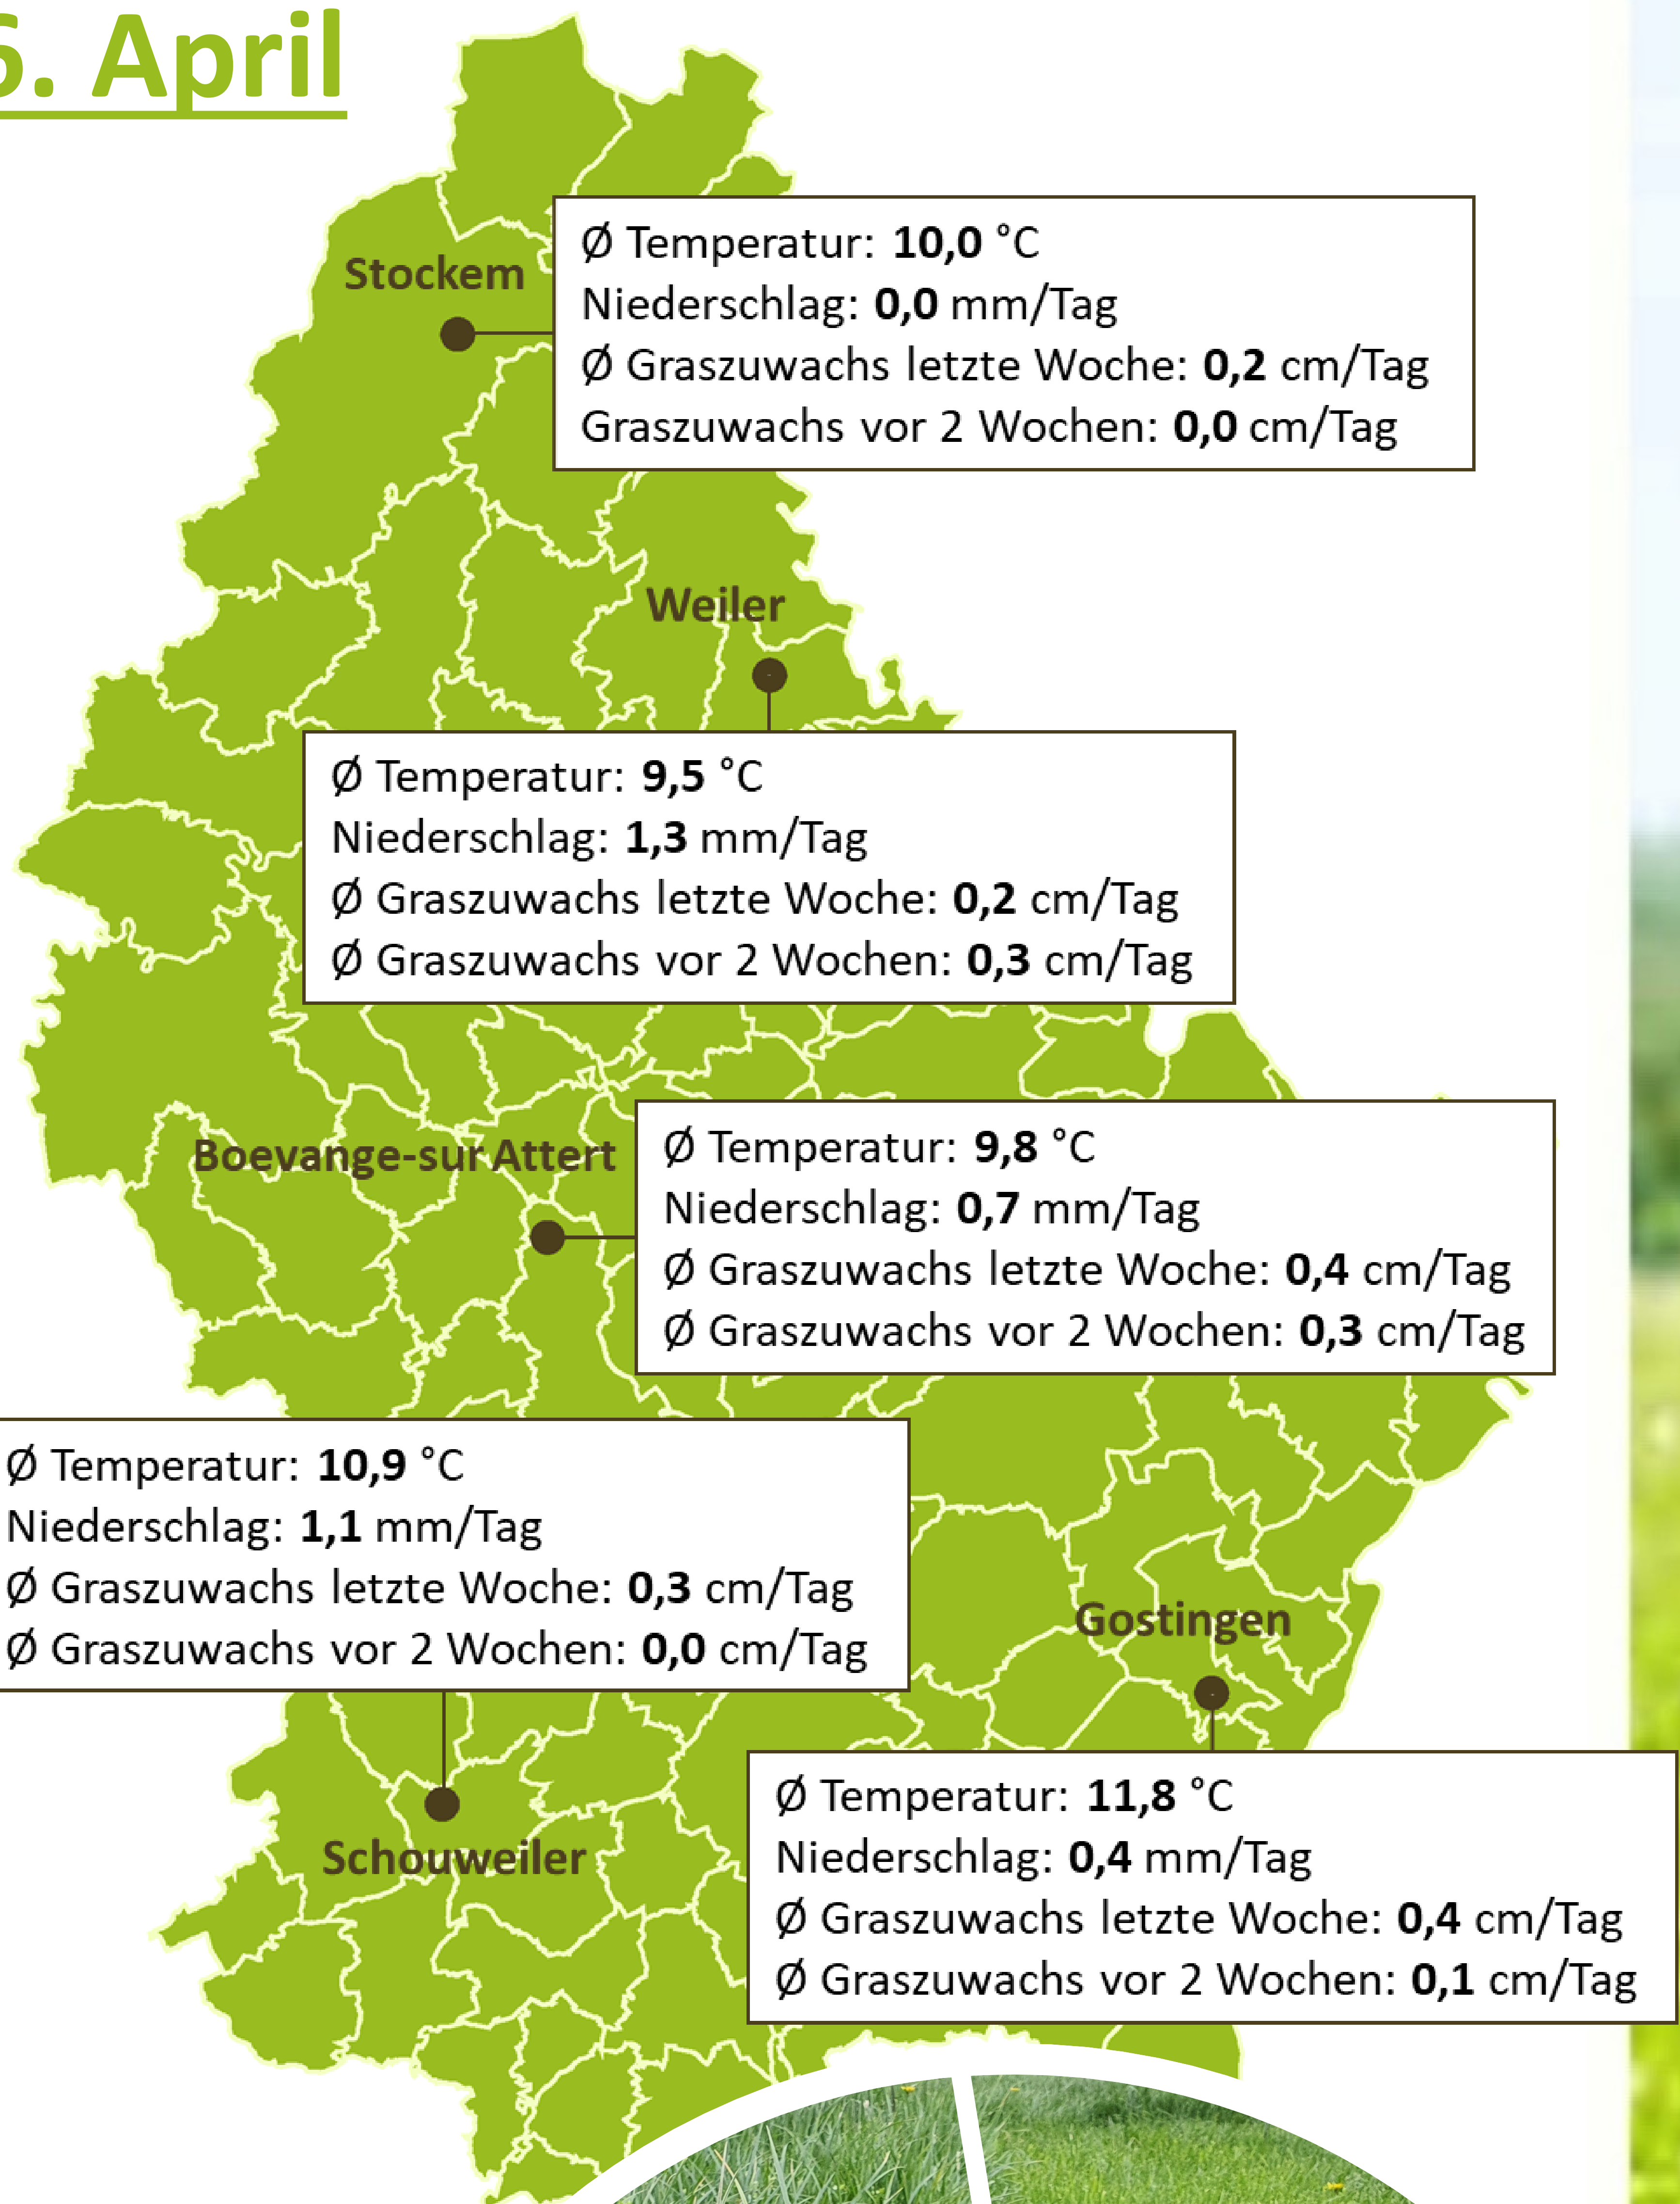 6. April
Stockem
Ø Temperatur: 10,0 °C
Niederschlag: 0,0 mm/Tag
Ø Graszuwachs letzte Woche: 0,2 cm/Tag
Graszuwachs vor 2 Wochen: 0,0 cm/Tag
Weiler
Ø Temperatur: 9,5 °C
Niederschlag: 1,3 mm/Tag
Ø Graszuwachs letzte Woche: 0,2 cm/Tag
Ø Graszuwachs vor 2 Wochen: 0,3 cm/Tag
Boevange-sur Attert
Ø Temperatur: 9,8 °C
Niederschlag: 0,7 mm/Tag
Ø Graszuwachs letzte Woche: 0,4 cm/Tag
Ø Graszuwachs vor 2 Wochen: 0,3 cm/Tag
Ø Temperatur: 10,9 °C
Niederschlag: 1,1 mm/Tag
Ø Graszuwachs letzte Woche: 0,3 cm/Tag
Ø Graszuwachs vor 2 Wochen: 0,0 cm/Tag
Schouweiler
Gostingen
Ø Temperatur: 11,8 °C
Niederschlag: 0,4 mm/Tag
Ø Graszuwachs letzte Woche: 0,4 cm/Tag
Ø Graszuwachs vor 2 Wochen: 0,1 cm/Tag